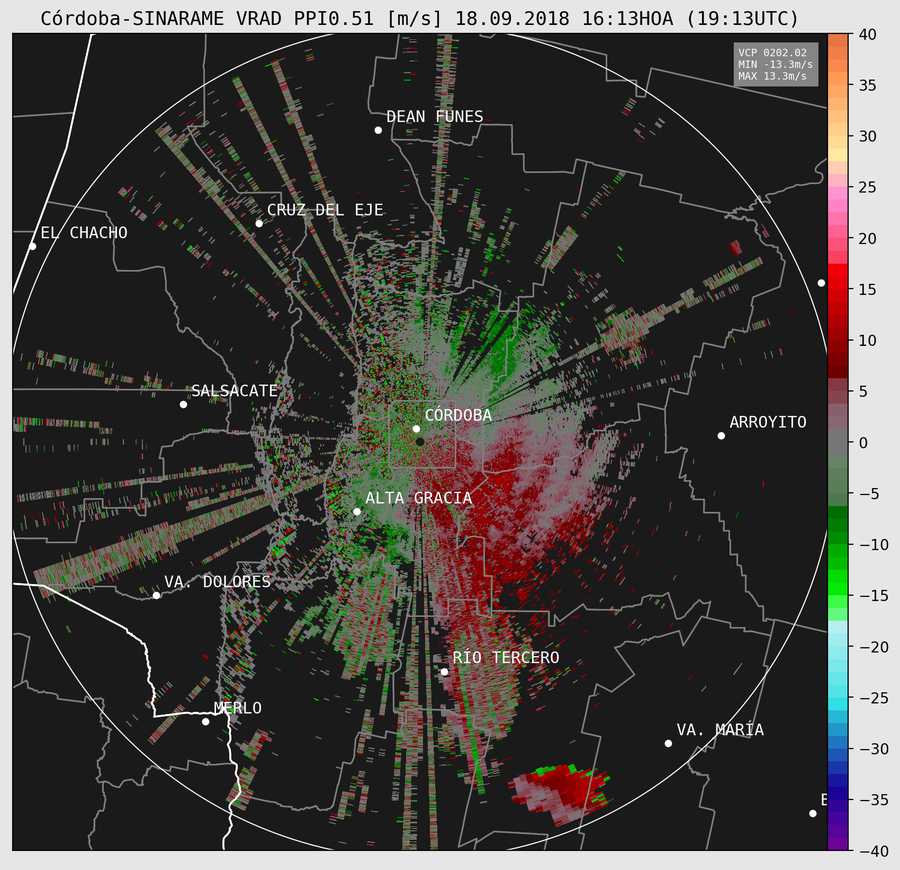 Córdoba-SINARAME VRAD PPI0.51 [m/s] 18.09.2018 16:13HOA (19:13UTC)
VCP 0202.02
MIN -13.3m/s
MAX 13.3m/s
DEAN FUNES
CRUZ DEL EJE
EL CHACHO
SALSACATE
CÓRDOBA
ARROYITO
ALTA GRACIA
VA. DOLORES
RÍO TERCERO
MERLO
VA. MARÍA
B
40
35
30
25
20
15
10
5
0
−5
−10
−15
−20
−25
−30
−35
−40